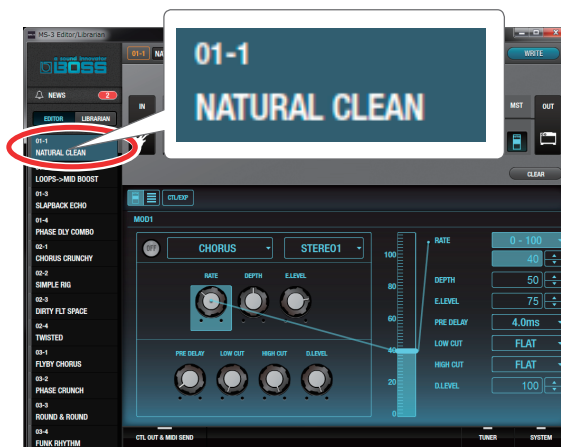 MS-3 Editor/Librarian
a sound innovator
BOSS
NEWS 2
EDITOR LIBRARIAN
01-1
NATURAL CLEAN
LOOPS->MID BOOST
01-3
SLAPBACK ECHO
01-4
PHASE DLY COMBO
02-1
CHORUS CRUNCHY
02-2
SIMPLE RIG
02-3
DIRTY FLT SPACE
02-4
TWISTED
03-1
FLYBY CHORUS
03-2
PHASE CRUNCH
03-3
ROUND & ROUND
03-4
FUNK RHYTHM
01-1
NATURAL CLEAN
01-1 NA
WRITE
IN
MST OUT
CLEAR
CTL/EXP
MOD1
OFF CHORUS STEREO1
RATE DEPTH E.LEVEL
PRE DELAY LOW CUT HIGH CUT D.LEVEL
100
80
60
40
20
0
RATE 0 - 100
40
DEPTH 50
E.LEVEL 75
PRE DELAY 4.0ms
LOW CUT FLAT
HIGH CUT FLAT
D.LEVEL 100
CTL OUT & MIDI SEND
TUNER SYSTEM